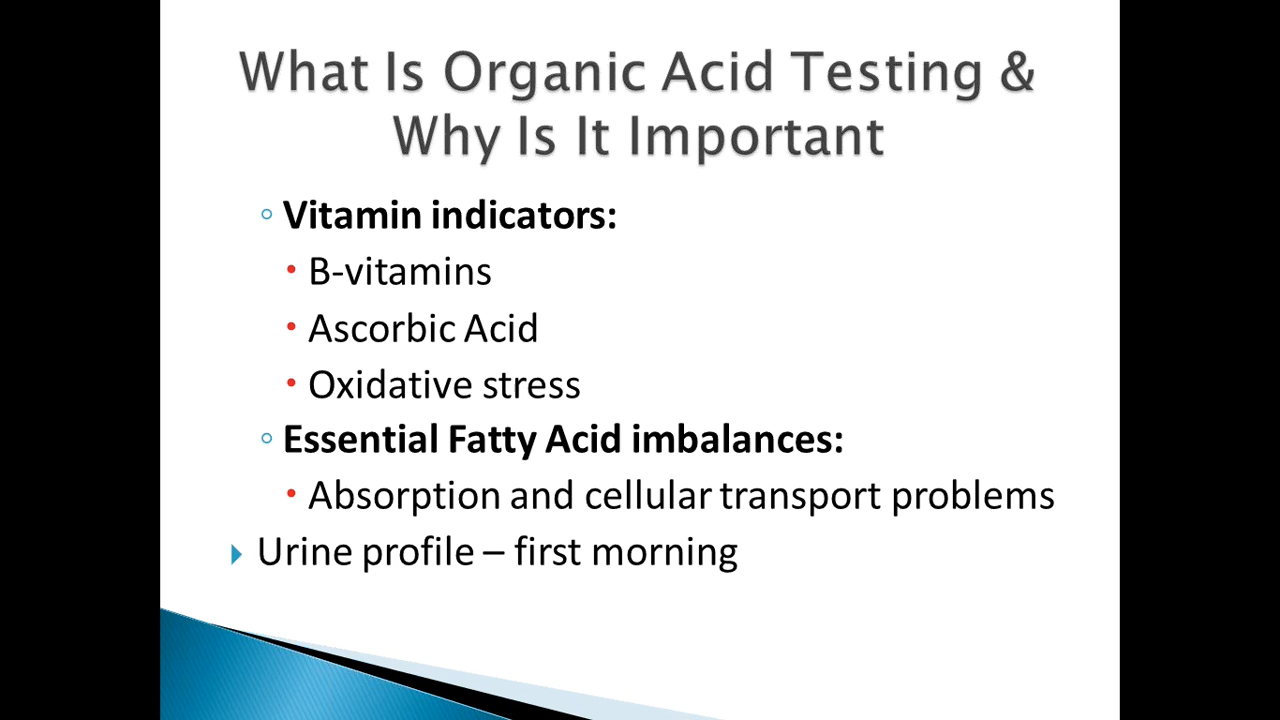 What Is Organic Acid Testing &
Why Is It Important
Vitamin indicators:
B-vitamins
Ascorbic Acid
Oxidative stress
Essential Fatty Acid imbalances:
Absorption and cellular transport problems
Urine profile – first morning